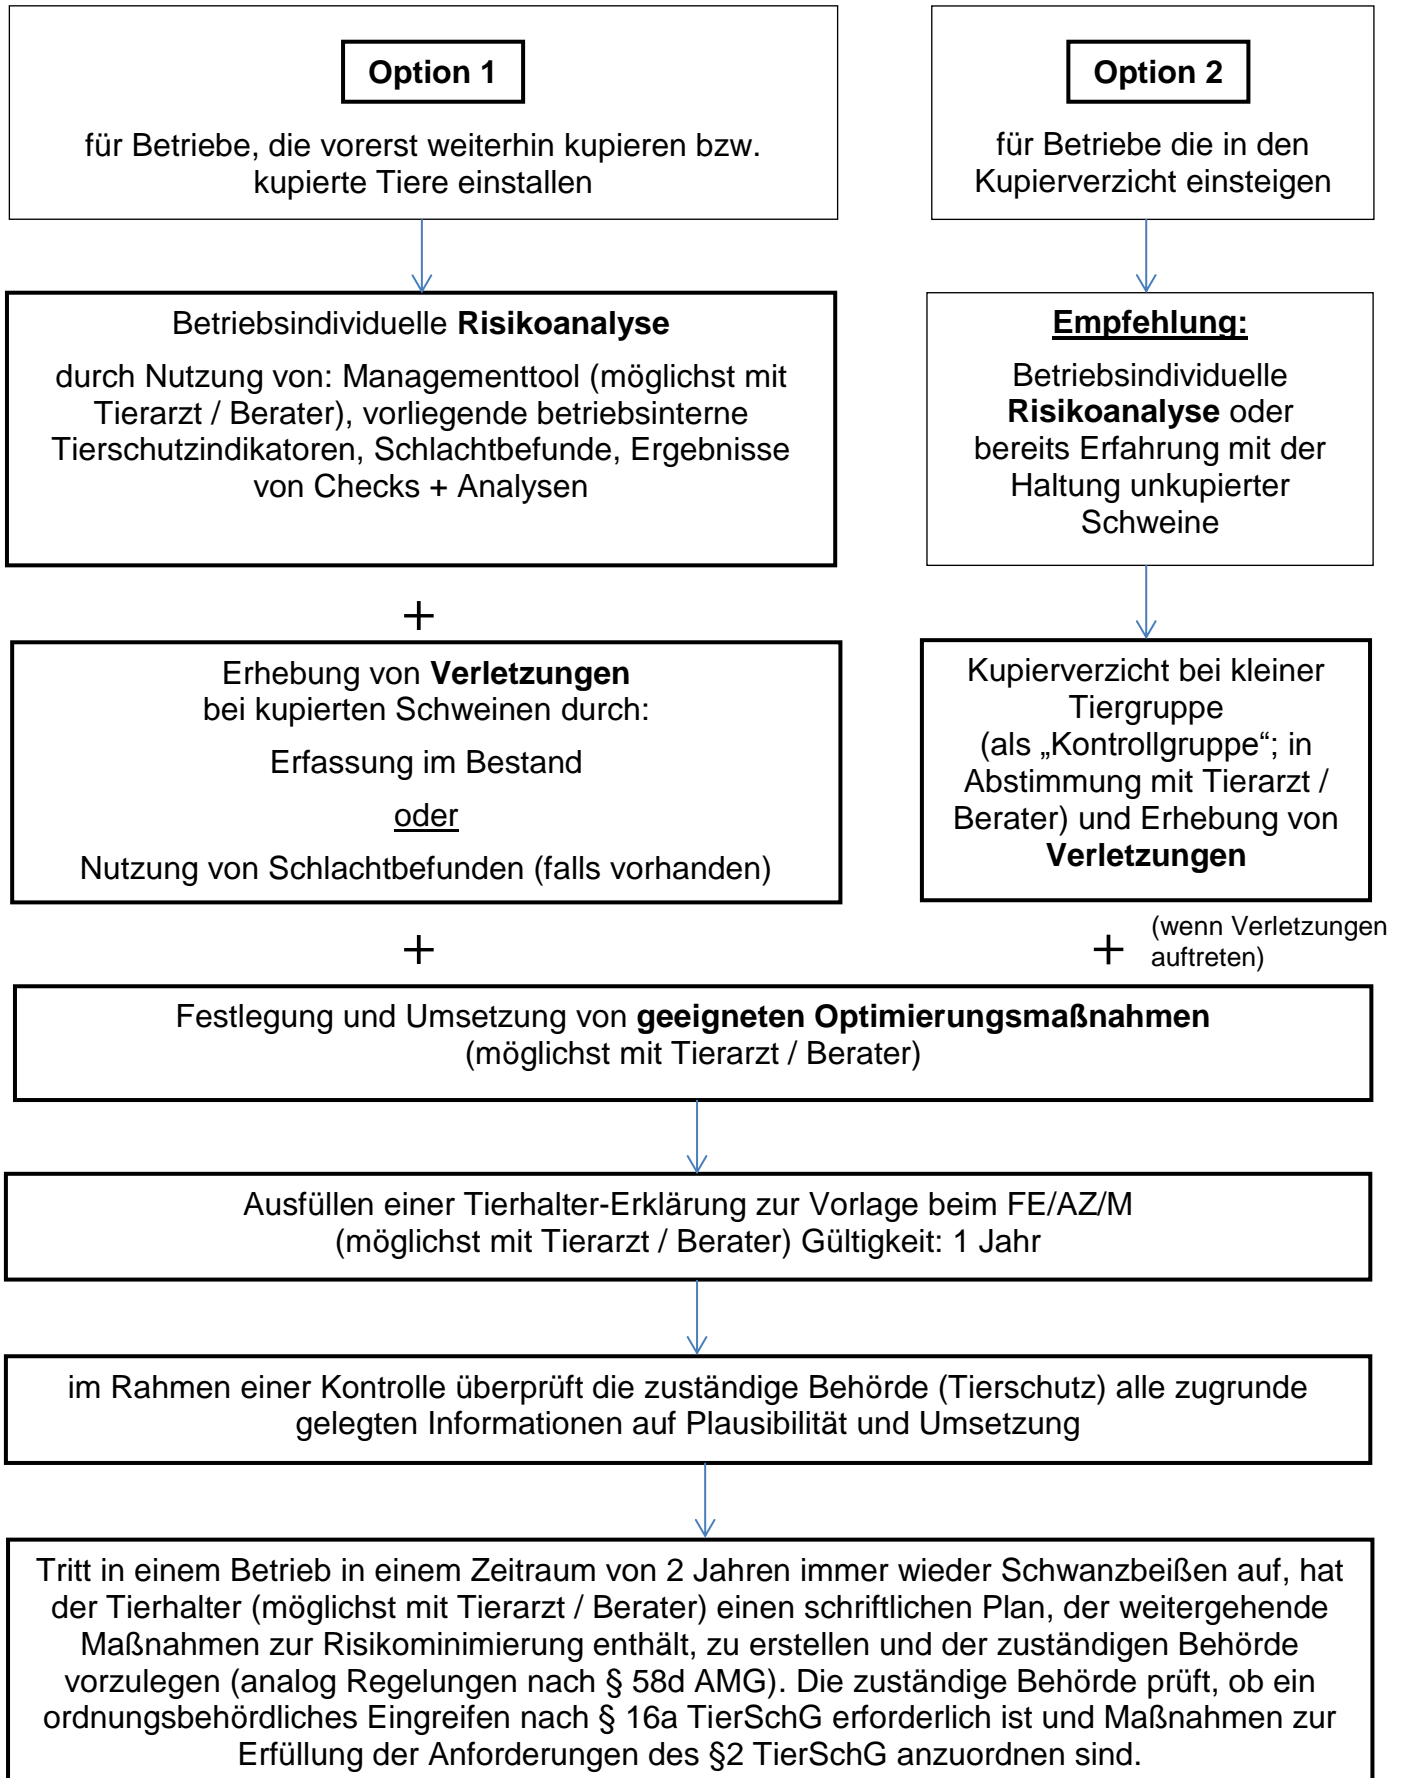 Option 1
für Betriebe, die vorerst weiterhin kupieren bzw.
kupierte Tiere einstallen
Option 2
für Betriebe die in den
Kupierverzicht einsteigen
Betriebsindividuelle Risikoanalyse
durch Nutzung von: Managementtool (möglichst mit
Tierarzt / Berater), vorliegende betriebsinterne
Tierschutzindikatoren, Schlachtbefunde, Ergebnisse
von Checks + Analysen
Empfehlung:
Betriebsindividuelle
Risikoanalyse oder
bereits Erfahrung mit der
Haltung unkupierter
Schweine
+
Erhebung von Verletzungen
bei kupierten Schweinen durch:
Erfassung im Bestand
oder
Nutzung von Schlachtbefunden (falls vorhanden)
Kupierverzicht bei kleiner
Tiergruppe
(als „Kontrollgruppe“; in
Abstimmung mit Tierarzt /
Berater) und Erhebung von
Verletzungen
+
+
(wenn Verletzungen
auftreten)
Festlegung und Umsetzung von geeigneten Optimierungsmaßnahmen
(möglichst mit Tierarzt / Berater)
Ausfüllen einer Tierhalter-Erklärung zur Vorlage beim FE/AZ/M
(möglichst mit Tierarzt / Berater) Gültigkeit: 1 Jahr
im Rahmen einer Kontrolle überprüft die zuständige Behörde (Tierschutz) alle zugrunde
gelegten Informationen auf Plausibilität und Umsetzung
Tritt in einem Betrieb in einem Zeitraum von 2 Jahren immer wieder Schwanzbeißen auf, hat
der Tierhalter (möglichst mit Tierarzt / Berater) einen schriftlichen Plan, der weitergehende
Maßnahmen zur Risikominimierung enthält, zu erstellen und der zuständigen Behörde
vorzulegen (analog Regelungen nach § 58d AMG). Die zuständige Behörde prüft, ob ein
ordnungsbehördliches Eingreifen nach § 16a TierSchG erforderlich ist und Maßnahmen zur
Erfüllung der Anforderungen des §2 TierSchG anzuordnen sind.